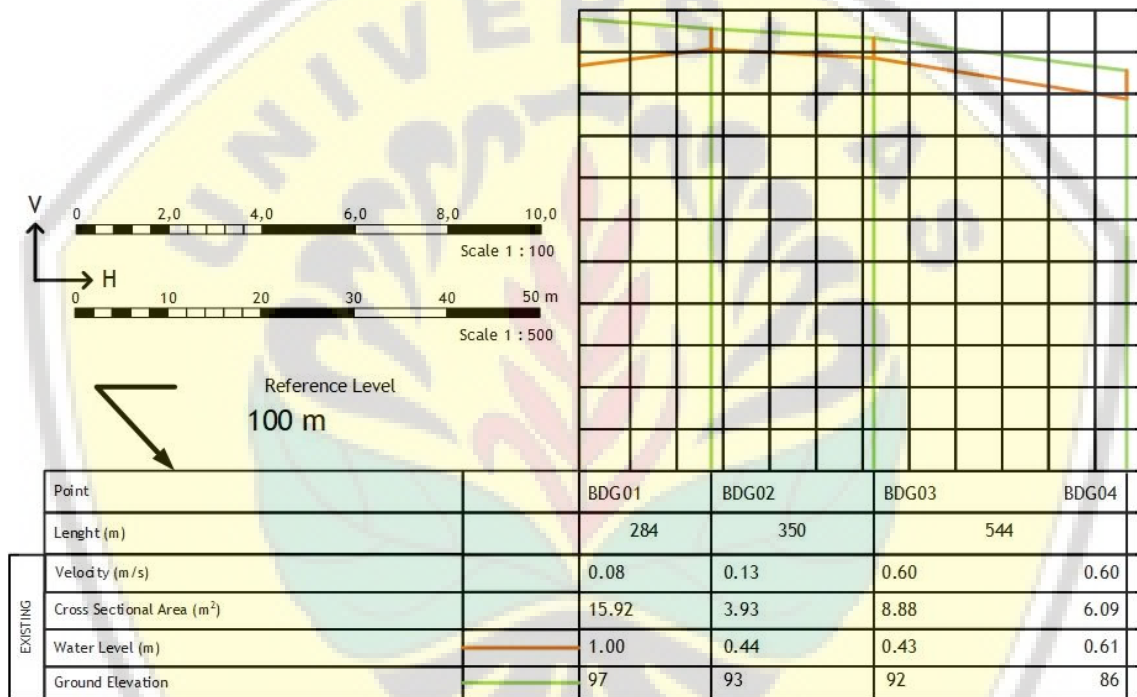 UNIVERSITAS
V
0 2,0 4,0 6,0 8,0 10,0
Scale 1 : 100
H
0 10 20 30 40 50 m
Scale 1 : 500
Reference Level
100 m
Point BDG01 BDG02 BDG03 BDG04
Lenght (m) 284 350 544
EXISTING
Velocity (m/s) 0.08 0.13 0.60 0.60
Cross Sectional Area (m²) 15.92 3.93 8.88 6.09
Water Level (m) 1.00 0.44 0.43 0.61
Ground Elevation 97 93 92 86